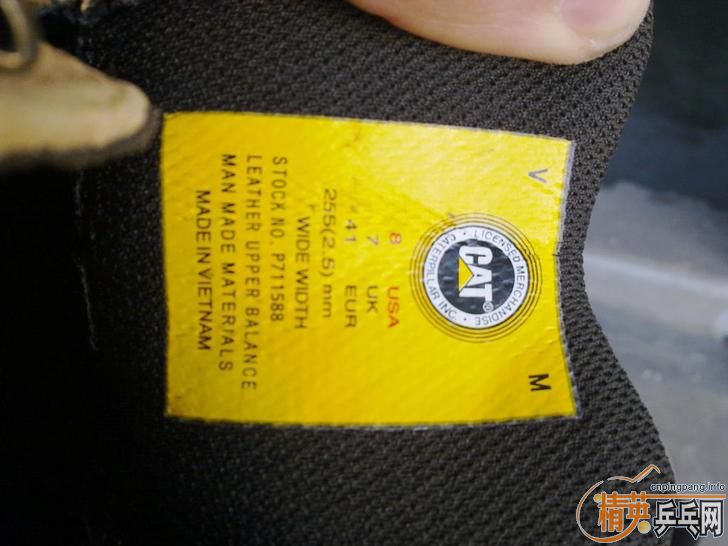 V M
LICENSED MERCHANDISE
CAT®
CATERPILLAR INC.
8 USA
7 UK
41 EUR
255(2.5)mm
WIDE WIDTH
STOCK NO. P711588
LEATHER UPPER BALANCE
MAN MADE MATERIALS
MADE IN VIETNAM
cnpingpang.info
精英乒乓网